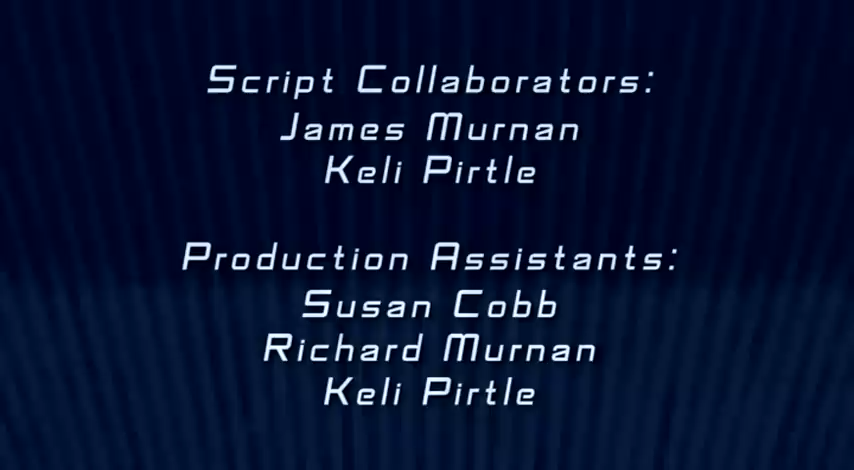 Script Collaborators:
James Murnan
Keli Pirtle
Production Assistants:
Susan Cobb
Richard Murnan
Keli Pirtle